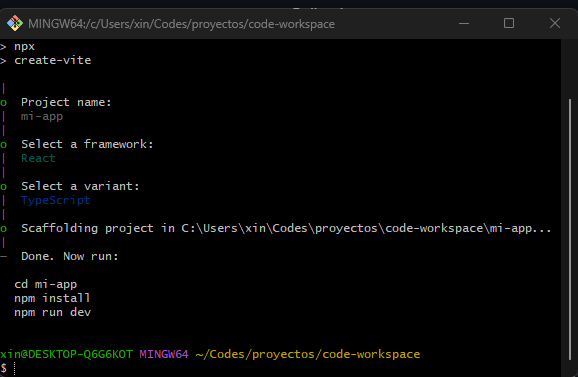 MINGW64:/c/Users/xin/Codes/proyectos/code-workspace
> npx
> create-vite
|
o  Project name:
|  mi-app
|
o  Select a framework:
|  React
|
o  Select a variant:
|  TypeScript
|
o  Scaffolding project in C:\Users\xin\Codes\proyectos\code-workspace\mi-app...
|
—  Done. Now run:
cd mi-app
npm install
npm run dev
xin@DESKTOP-Q6G6KOT MINGW64 ~/Codes/proyectos/code-workspace
$